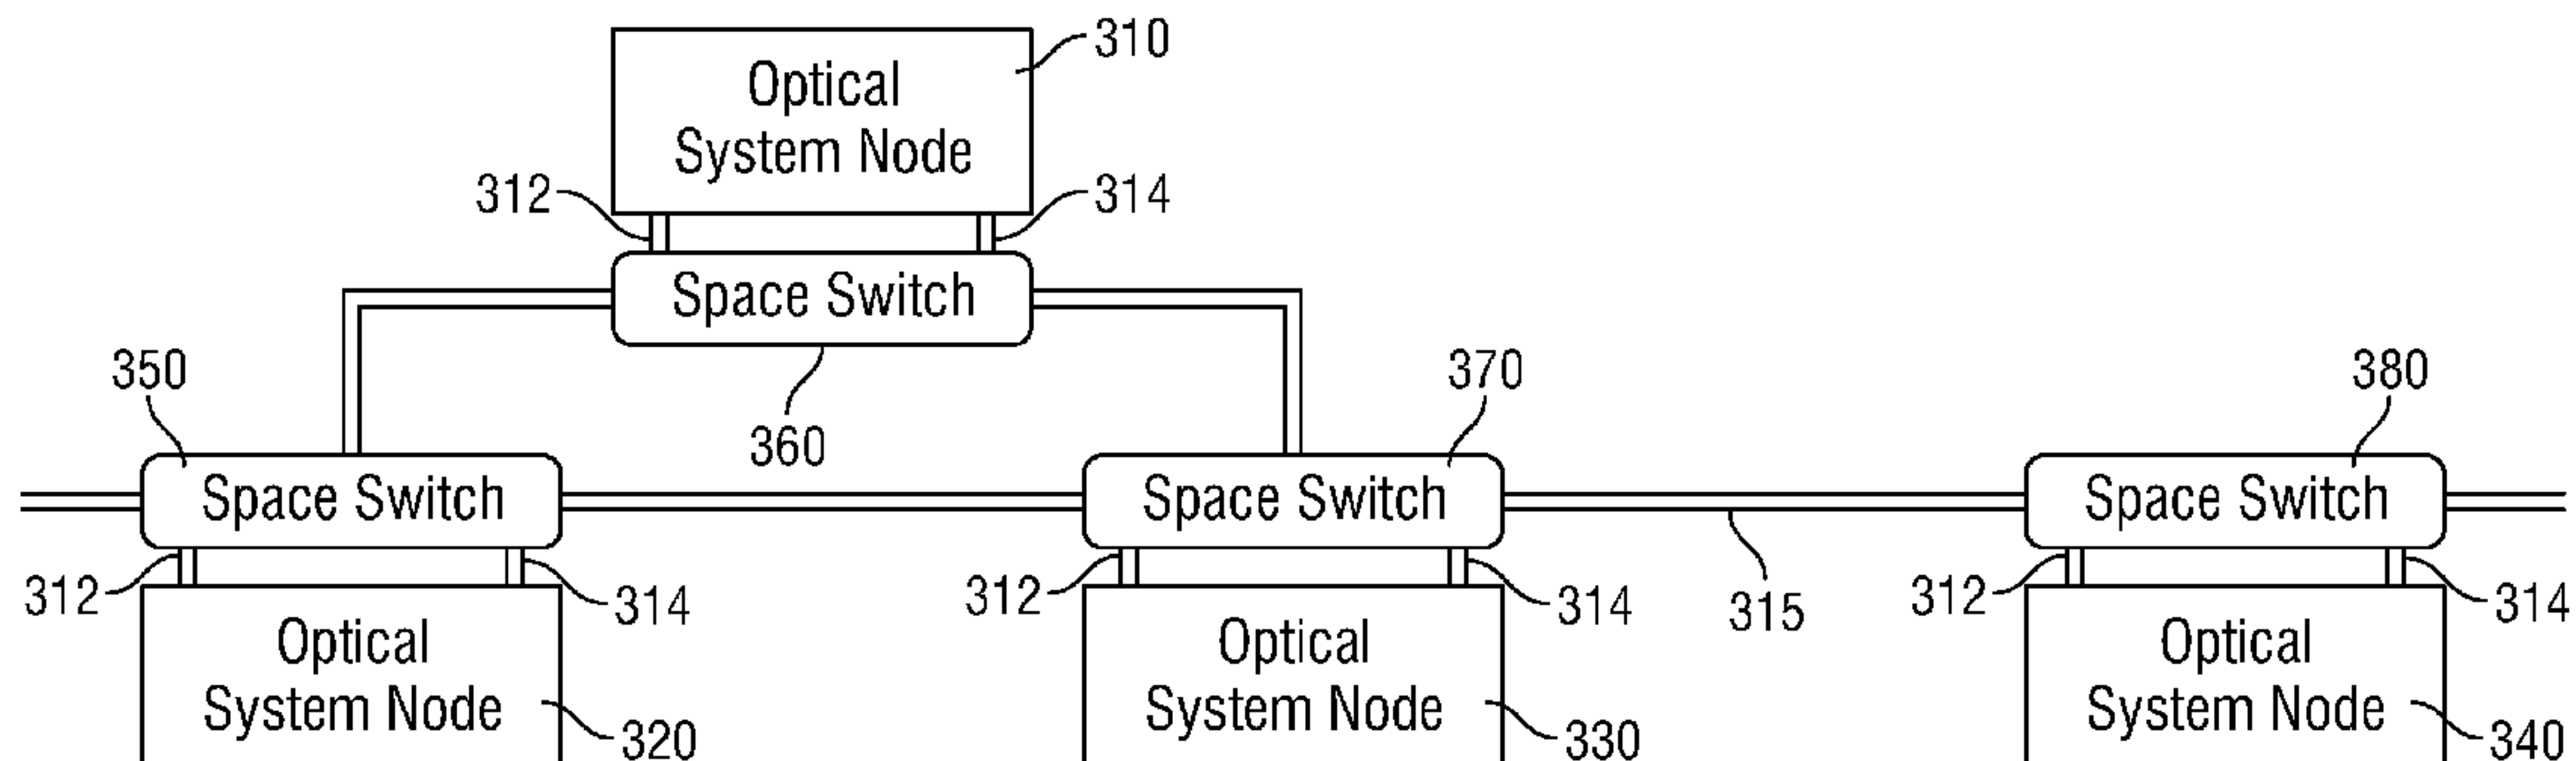 310
Optical
System Node
312
314
Space Switch
350
360
370
380
Space Switch
Space Switch
Space Switch
312
314
312
314
315
312
314
Optical
System Node
320
Optical
System Node
330
Optical
System Node
340